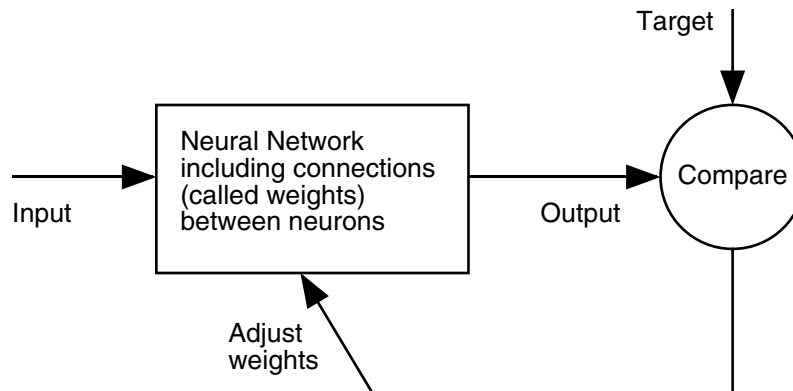 Target
Neural Network
including connections
(called weights)
between neurons
Compare
Input
Output
Adjust
weights